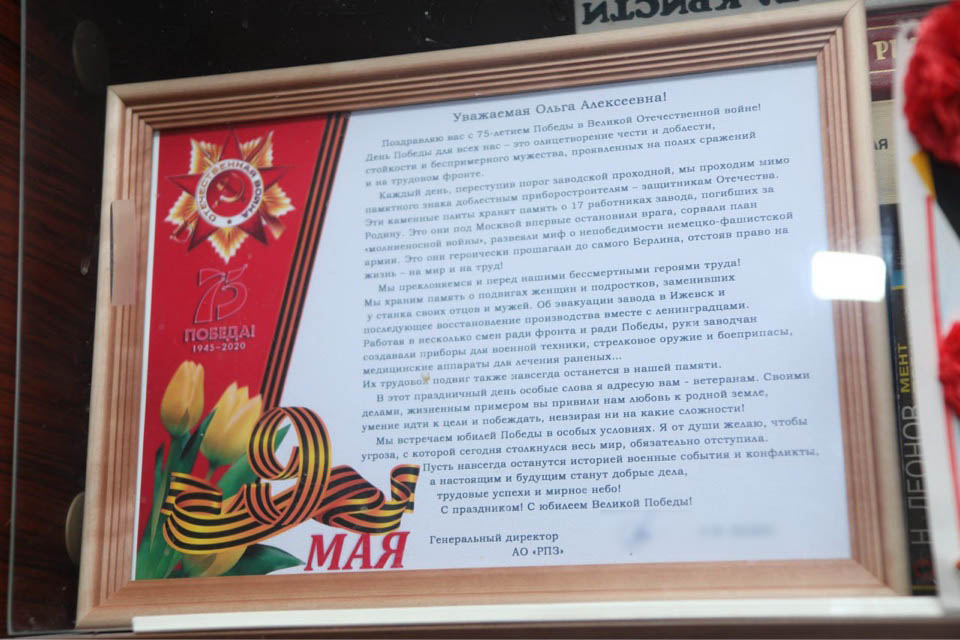 КРИСТИ
Уважаемая Ольга Алексеевна!
Поздравляю вас с 75-летием Победы в Великой Отечественной войне!
День Победы для всех нас – это олицетворение чести и доблести,
стойкости и беспримерного мужества, проявленных на полях сражений
и на трудовом фронте.
Каждый день, переступив порог заводской проходной, мы проходим мимо
памятного знака доблестным приборостроителям – защитникам Отечества.
Эти каменные плиты хранят память о 17 работниках завода, погибших за
Родину. Это они под Москвой впервые остановили врага, сорвали план
«молниеносной войны», развеяли миф о непобедимости немецко-фашистской
армии. Это они героически прошагали до самого Берлина, отстояв право на
жизнь – на мир и на труд!
Мы преклоняемся и перед нашими бессмертными героями труда!
Мы храним память о подвигах женщин и подростков, заменивших
у станка своих отцов и мужей. Об эвакуации завода в Ижевск и
последующее восстановление производства вместе с ленинградцами.
Работая в несколько смен ради фронта и ради Победы, руки заводчан
создавали приборы для военной техники, стрелковое оружие и боеприпасы,
медицинские аппараты для лечения раненых...
Их трудовой подвиг также навсегда останется в нашей памяти.
В этот праздничный день особые слова я адресую вам - ветеранам. Своими
делами, жизненным примером вы привили нам любовь к родной земле,
умение идти к цели и побеждать, невзирая ни на какие сложности!
Мы встречаем юбилей Победы в особых условиях. Я от души желаю, чтобы
угроза, с которой сегодня столкнулся весь мир, обязательно отступила.
Пусть навсегда останутся историей военные события и конфликты,
а настоящим и будущим станут добрые дела,
трудовые успехи и мирное небо!
С праздником! С юбилеем Великой Победы!
Генеральный директор
АО «РПЗ»
ОТЕЧЕСТВЕННАЯ ВОЙНА
75
ПОБЕДА!
1945–2020
9
МАЯ
Н. ЛЕОНОВ
МЕНТ